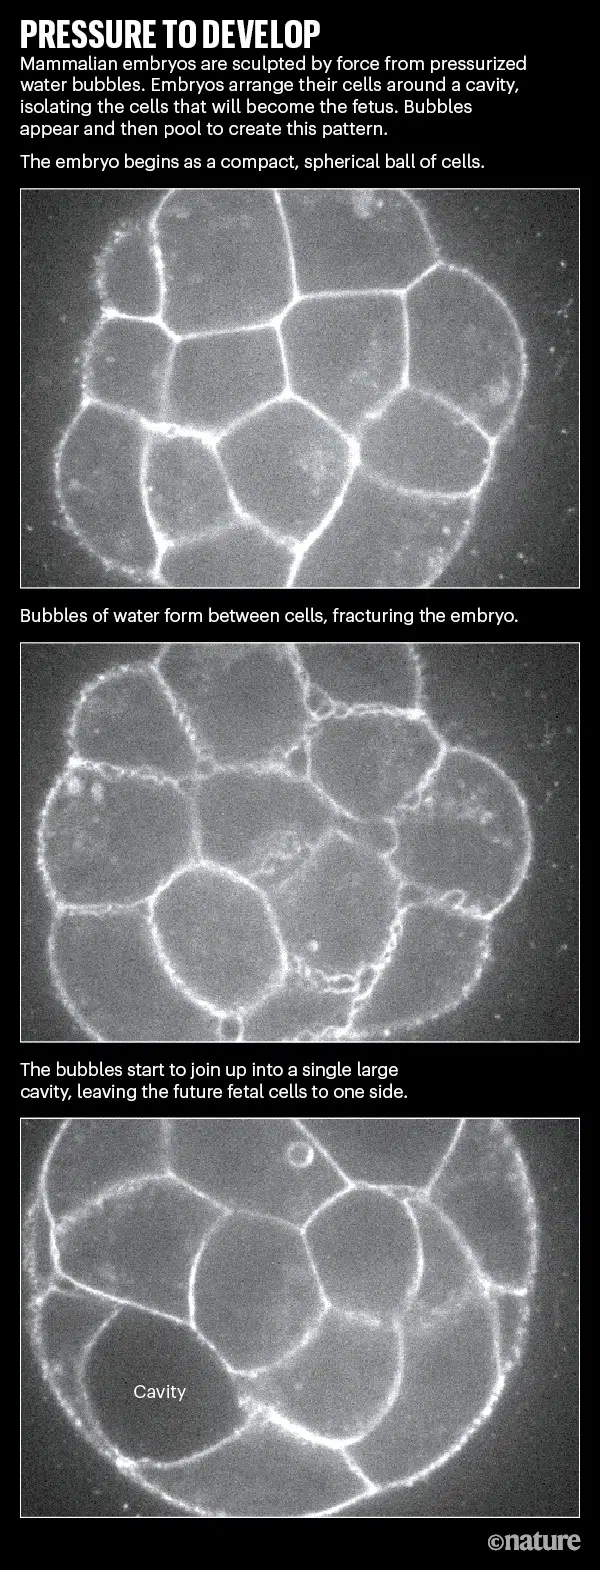 PRESSURE TO DEVELOP
Mammalian embryos are sculpted by force from pressurized
water bubbles. Embryos arrange their cells around a cavity,
isolating the cells that will become the fetus. Bubbles
appear and then pool to create this pattern.
The embryo begins as a compact, spherical ball of cells.
Bubbles of water form between cells, fracturing the embryo.
The bubbles start to join up into a single large
cavity, leaving the future fetal cells to one side.
Cavity
©nature